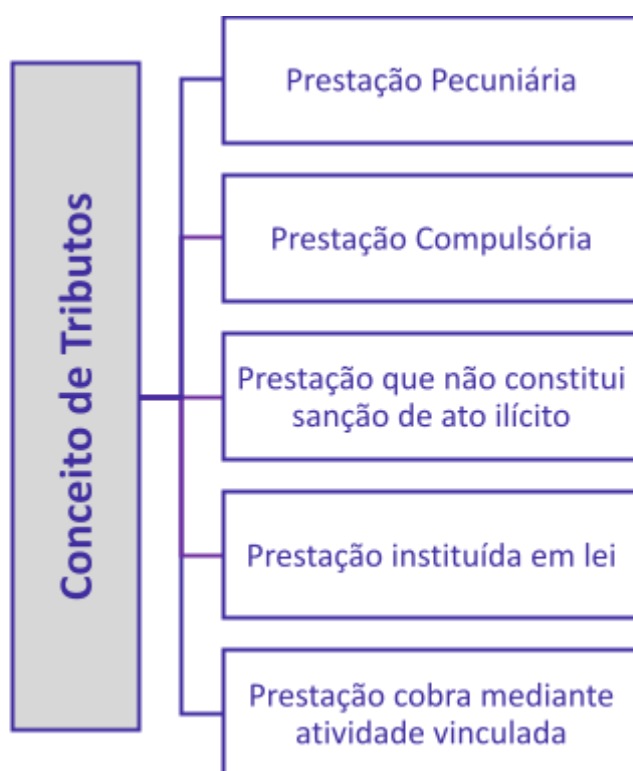 Conceito de Tributos
Prestação Pecuniária
Prestação Compulsória
Prestação que não constitui
sanção de ato ilícito
Prestação instituída em lei
Prestação cobra mediante
atividade vinculada